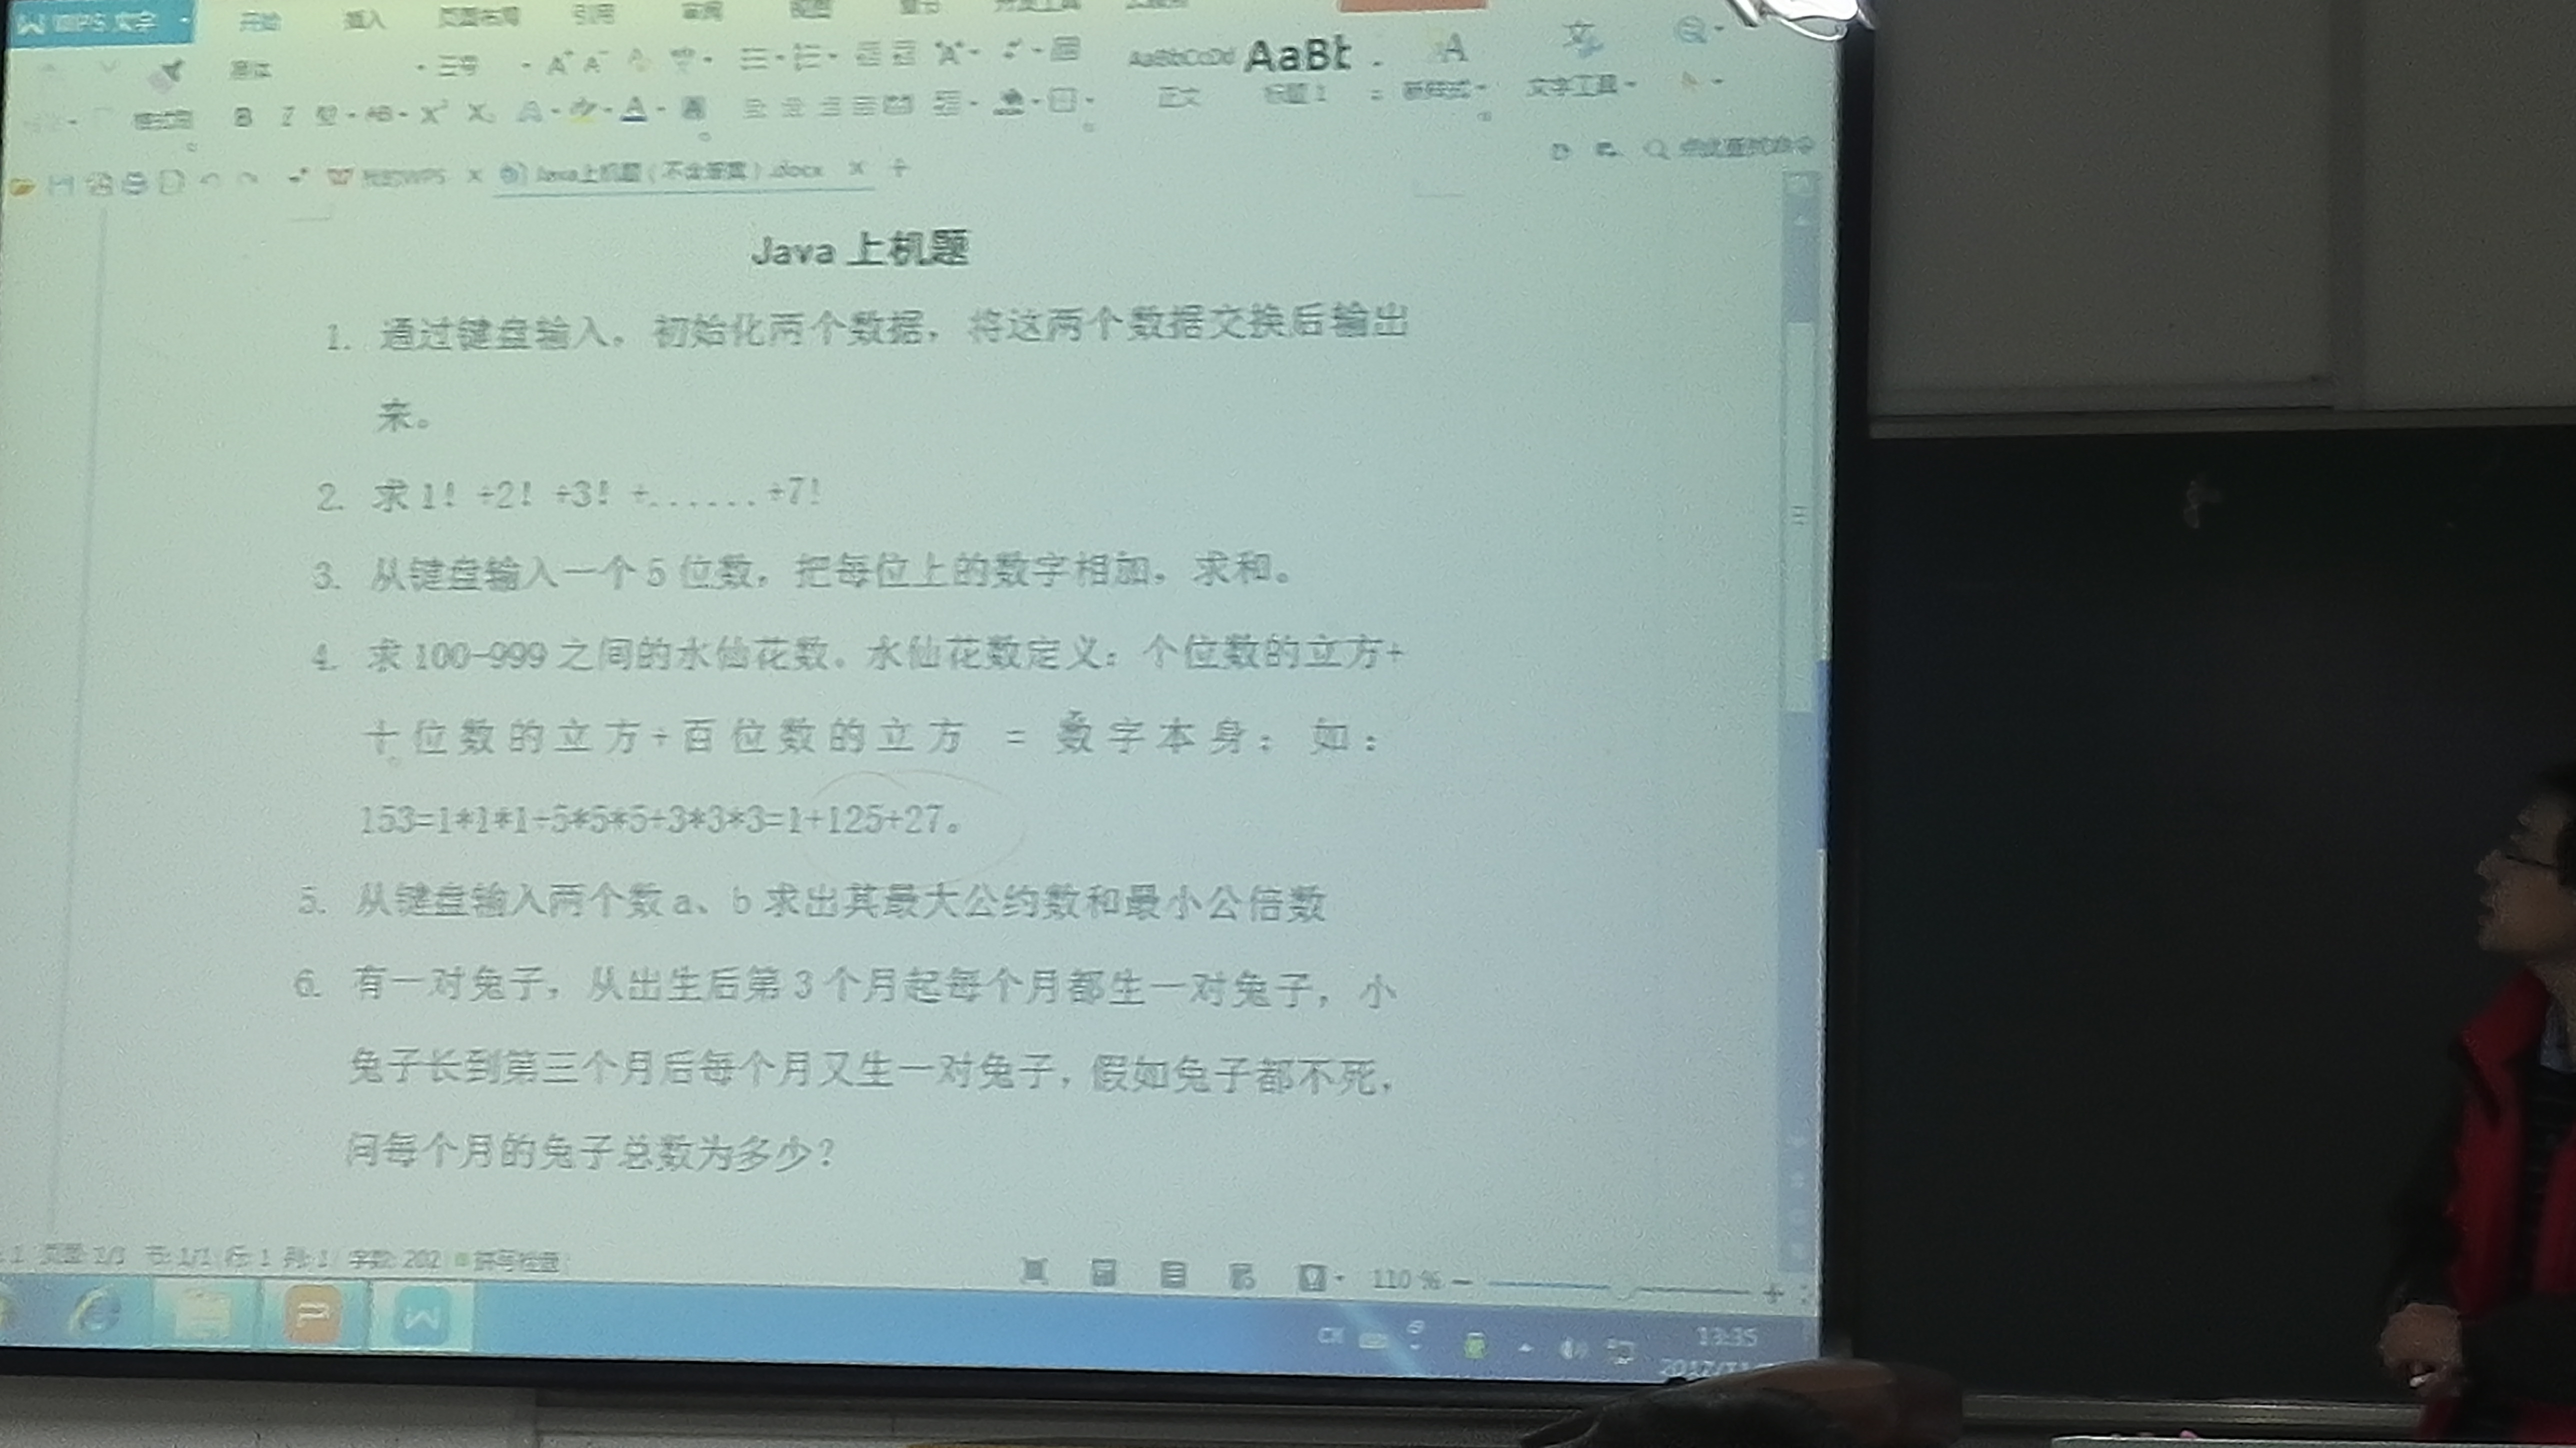 WPS 文字
开始 插入 页面布局 引用 审阅 视图 章节 开发工具
三号 AaBbCcDd AaBb
格式刷 B I X² X₂ A 正文 标题 1 新样式 文字工具
点此查找命令
我的WPS × Java上机题（不含答案）.docx × +
Java 上机题
1. 通过键盘输入，初始化两个数据，将这两个数据交换后输出
来。
2. 求 1！+2！+3！+......+7！
3. 从键盘输入一个 5 位数，把每位上的数字相加，求和。
4. 求 100-999 之间的水仙花数。水仙花数定义：个位数的立方+
十位数的立方+百位数的立方 = 数字本身；如：
153=1*1*1+5*5*5+3*3*3=1+125+27。
5. 从键盘输入两个数 a、b 求出其最大公约数和最小公倍数
6. 有一对兔子，从出生后第 3 个月起每个月都生一对兔子，小
兔子长到第三个月后每个月又生一对兔子，假如兔子都不死，
问每个月的兔子总数为多少？
节: 1/1 行: 1 列: 1 字数: 202 拼写检查
110 %
CH 13:35